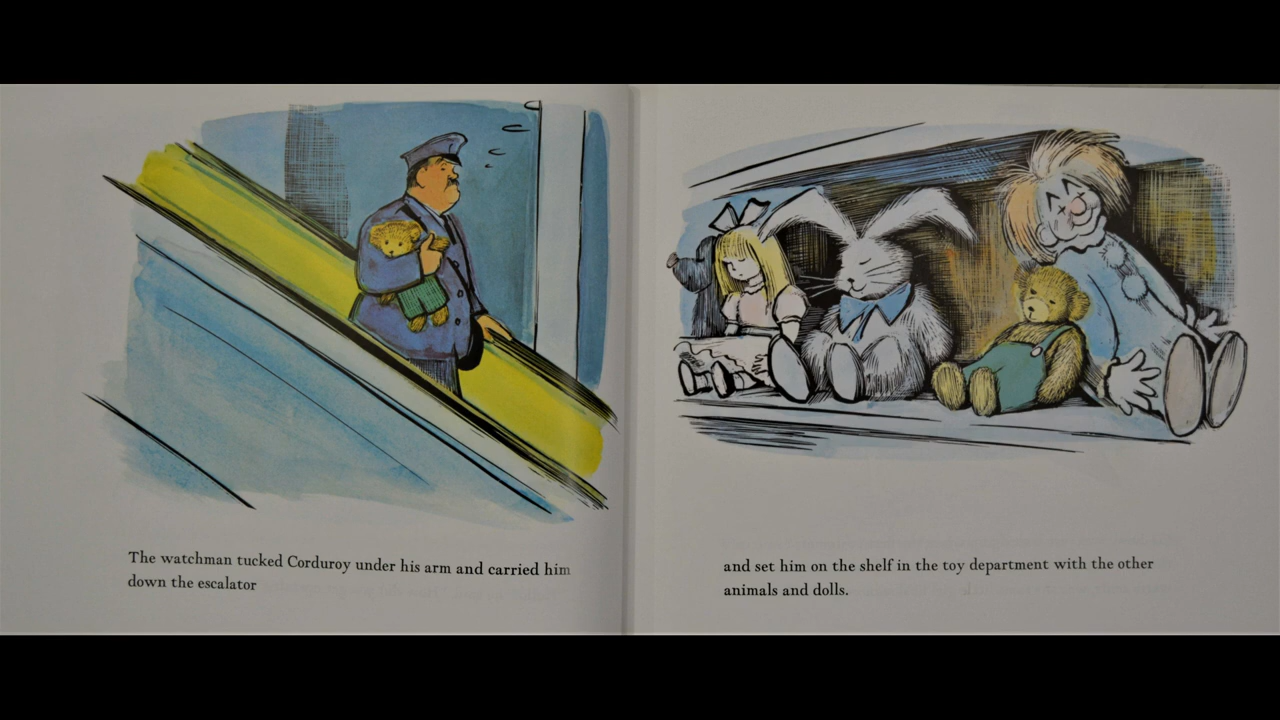 The watchman tucked Corduroy under his arm and carried him
down the escalator
and set him on the shelf in the toy department with the other
animals and dolls.